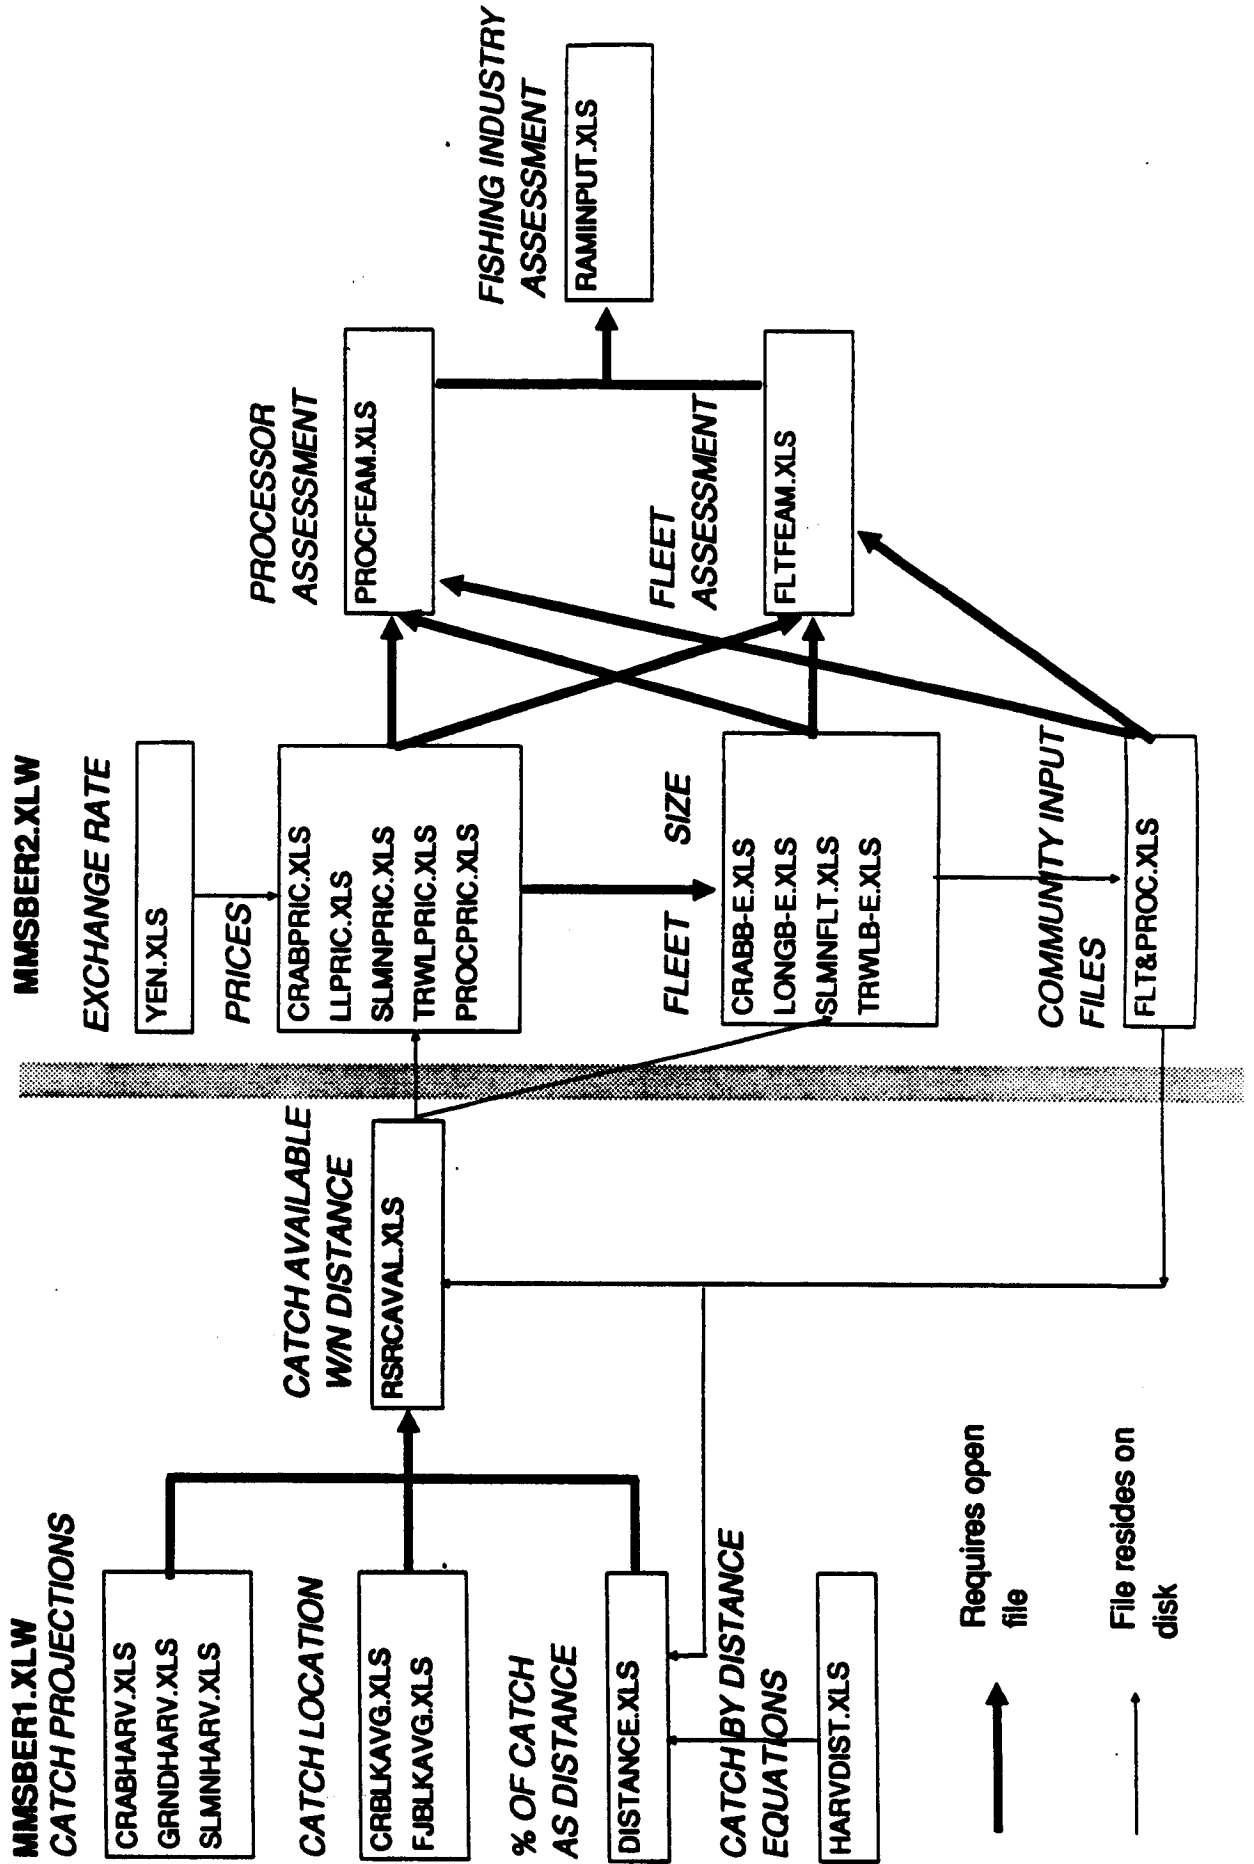 MMSBER1.XLW
CATCH PROJECTIONS
CRABHARV.XLS
GRNDHARV.XLS
SLMNHARV.XLS
CATCH LOCATION
CRBLKAVG.XLS
FJBLKAVG.XLS
% OF CATCH
AS DISTANCE
DISTANCE.XLS
CATCH BY DISTANCE
EQUATIONS
HARVDIST.XLS
CATCH AVAILABLE
W/N DISTANCE
RSRCAVAL.XLS
MMSBER2.XLW
EXCHANGE RATE
YEN.XLS
PRICES
CRABPRIC.XLS
LLPRIC.XLS
SLMNPRIC.XLS
TRWLPRIC.XLS
PROCPRIC.XLS
FLEET SIZE
CRABB-E.XLS
LONGB-E.XLS
SLMNFLT.XLS
TRWLB-E.XLS
COMMUNITY INPUT
FILES
FLT&PROC.XLS
PROCESSOR
ASSESSMENT
PROCFEAM.XLS
FLEET
ASSESSMENT
FLTFEAM.XLS
FISHING INDUSTRY
ASSESSMENT
RAMINPUT.XLS
Requires open
file
File resides on
disk